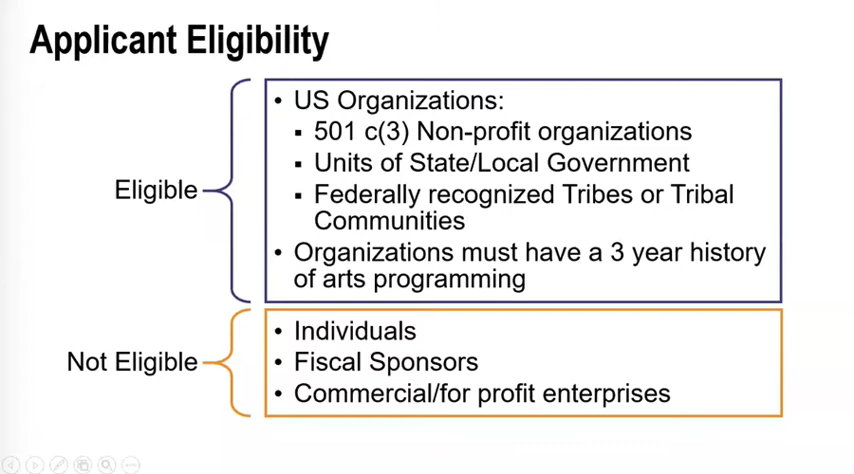 Applicant Eligibility
Eligible
• US Organizations:
▪ 501 c(3) Non-profit organizations
▪ Units of State/Local Government
▪ Federally recognized Tribes or Tribal
Communities
• Organizations must have a 3 year history
of arts programming
Not Eligible
• Individuals
• Fiscal Sponsors
• Commercial/for profit enterprises